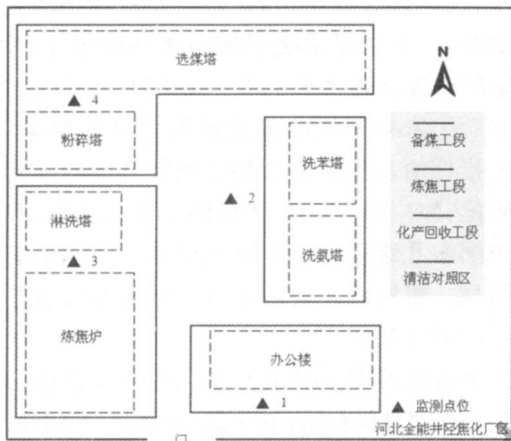 选煤塔
N
4
粉碎塔
备煤工段
洗苯塔
炼焦工段
2
淋洗塔
化产回收工段
洗氨塔
3
清洁对照区
炼焦炉
办公楼
1
监测点位
河北金能井陉焦化厂